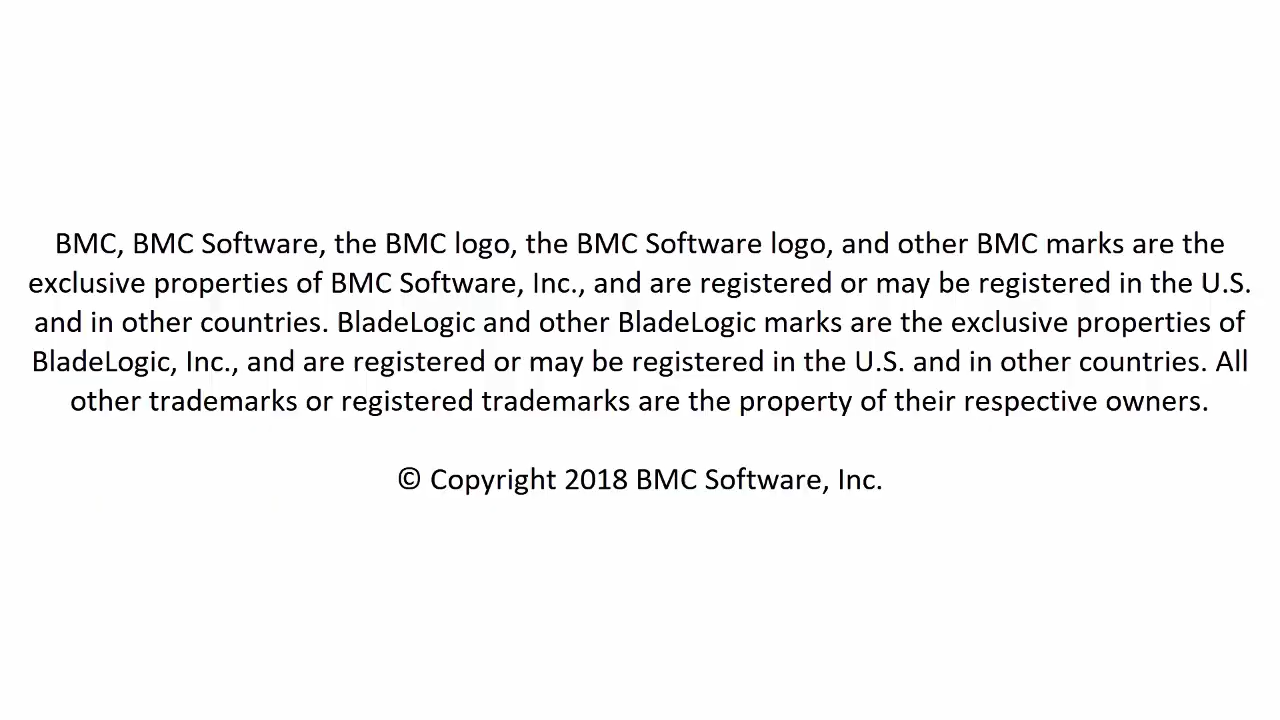 BMC, BMC Software, the BMC logo, the BMC Software logo, and other BMC marks are the
exclusive properties of BMC Software, Inc., and are registered or may be registered in the U.S.
and in other countries. BladeLogic and other BladeLogic marks are the exclusive properties of
BladeLogic, Inc., and are registered or may be registered in the U.S. and in other countries. All
other trademarks or registered trademarks are the property of their respective owners.
© Copyright 2018 BMC Software, Inc.